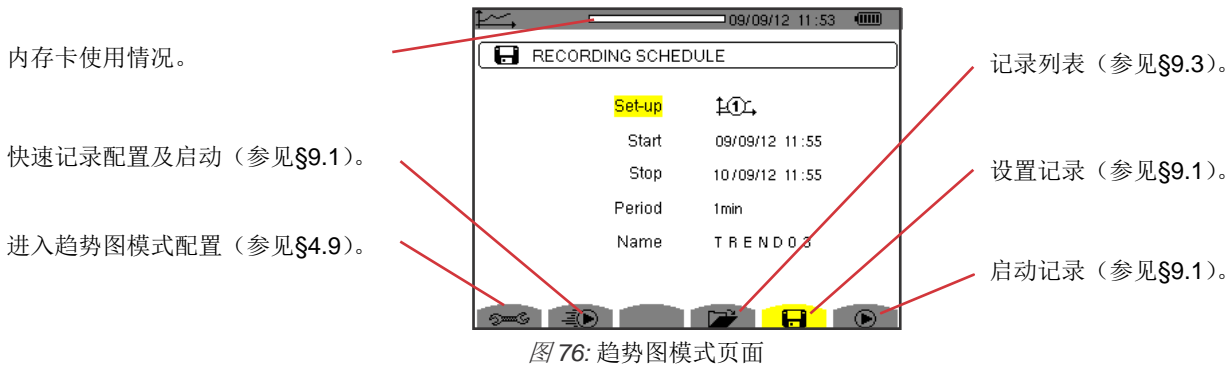 09/09/12 11:53
内存卡使用情况。
RECORDING SCHEDULE
记录列表（参见§9.3）。
Set-up 1
Start 09/09/12 11:55
快速记录配置及启动（参见§9.1）。
Stop 10/09/12 11:55
设置记录（参见§9.1）。
Period 1min
进入趋势图模式配置（参见§4.9）。
Name TREND03
启动记录（参见§9.1）。
图 76: 趋势图模式页面